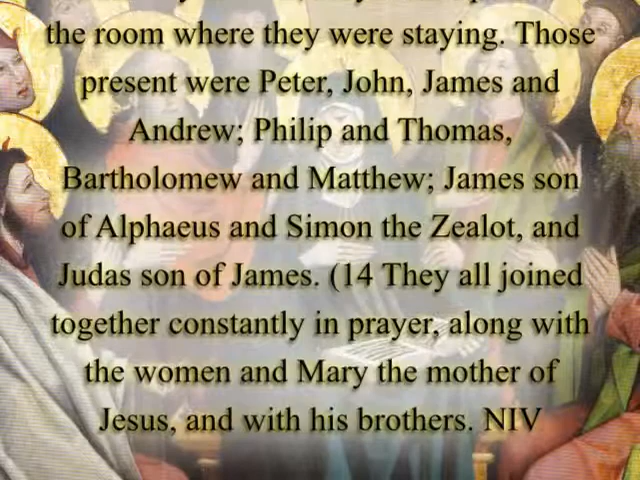 the room where they were staying. Those
present were Peter, John, James and
Andrew; Philip and Thomas,
Bartholomew and Matthew; James son
of Alphaeus and Simon the Zealot, and
Judas son of James. (14 They all joined
together constantly in prayer, along with
the women and Mary the mother of
Jesus, and with his brothers. NIV